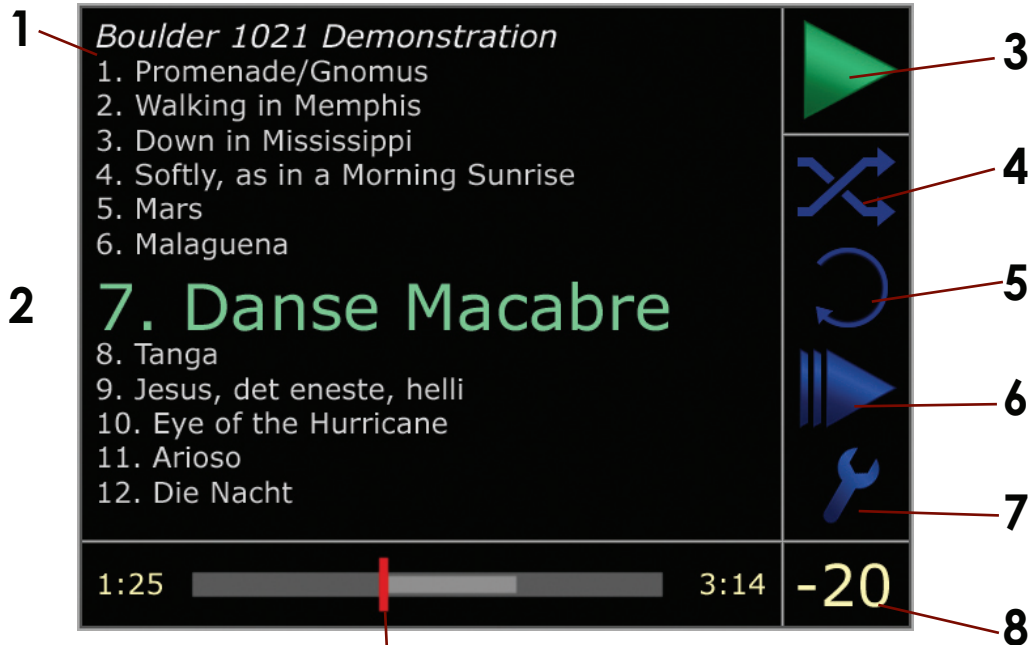 Boulder 1021 Demonstration
1. Promenade/Gnomus
2. Walking in Memphis
3. Down in Mississippi
4. Softly, as in a Morning Sunrise
5. Mars
6. Malaguena
7. Danse Macabre
8. Tanga
9. Jesus, det eneste, helli
10. Eye of the Hurricane
11. Arioso
12. Die Nacht
1:25
3:14
-20
1
2
3
4
5
6
7
8